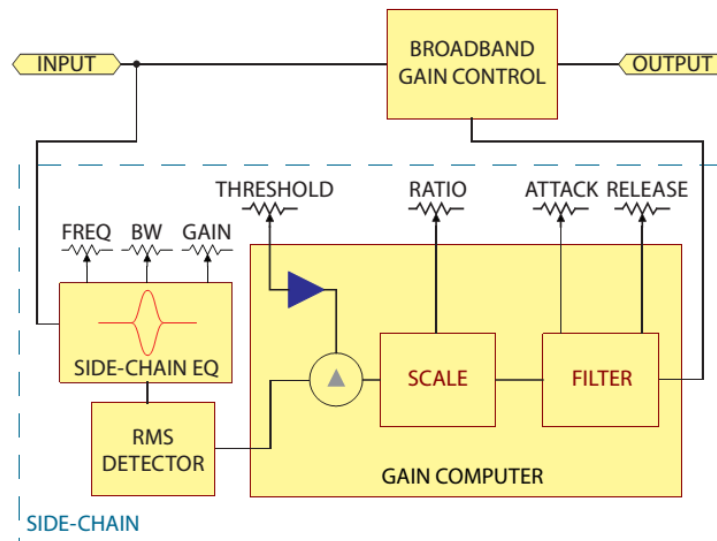 INPUT
BROADBAND
GAIN CONTROL
OUTPUT
THRESHOLD
RATIO
ATTACK
RELEASE
FREQ
BW
GAIN
SIDE-CHAIN EQ
SCALE
FILTER
RMS
DETECTOR
GAIN COMPUTER
SIDE-CHAIN